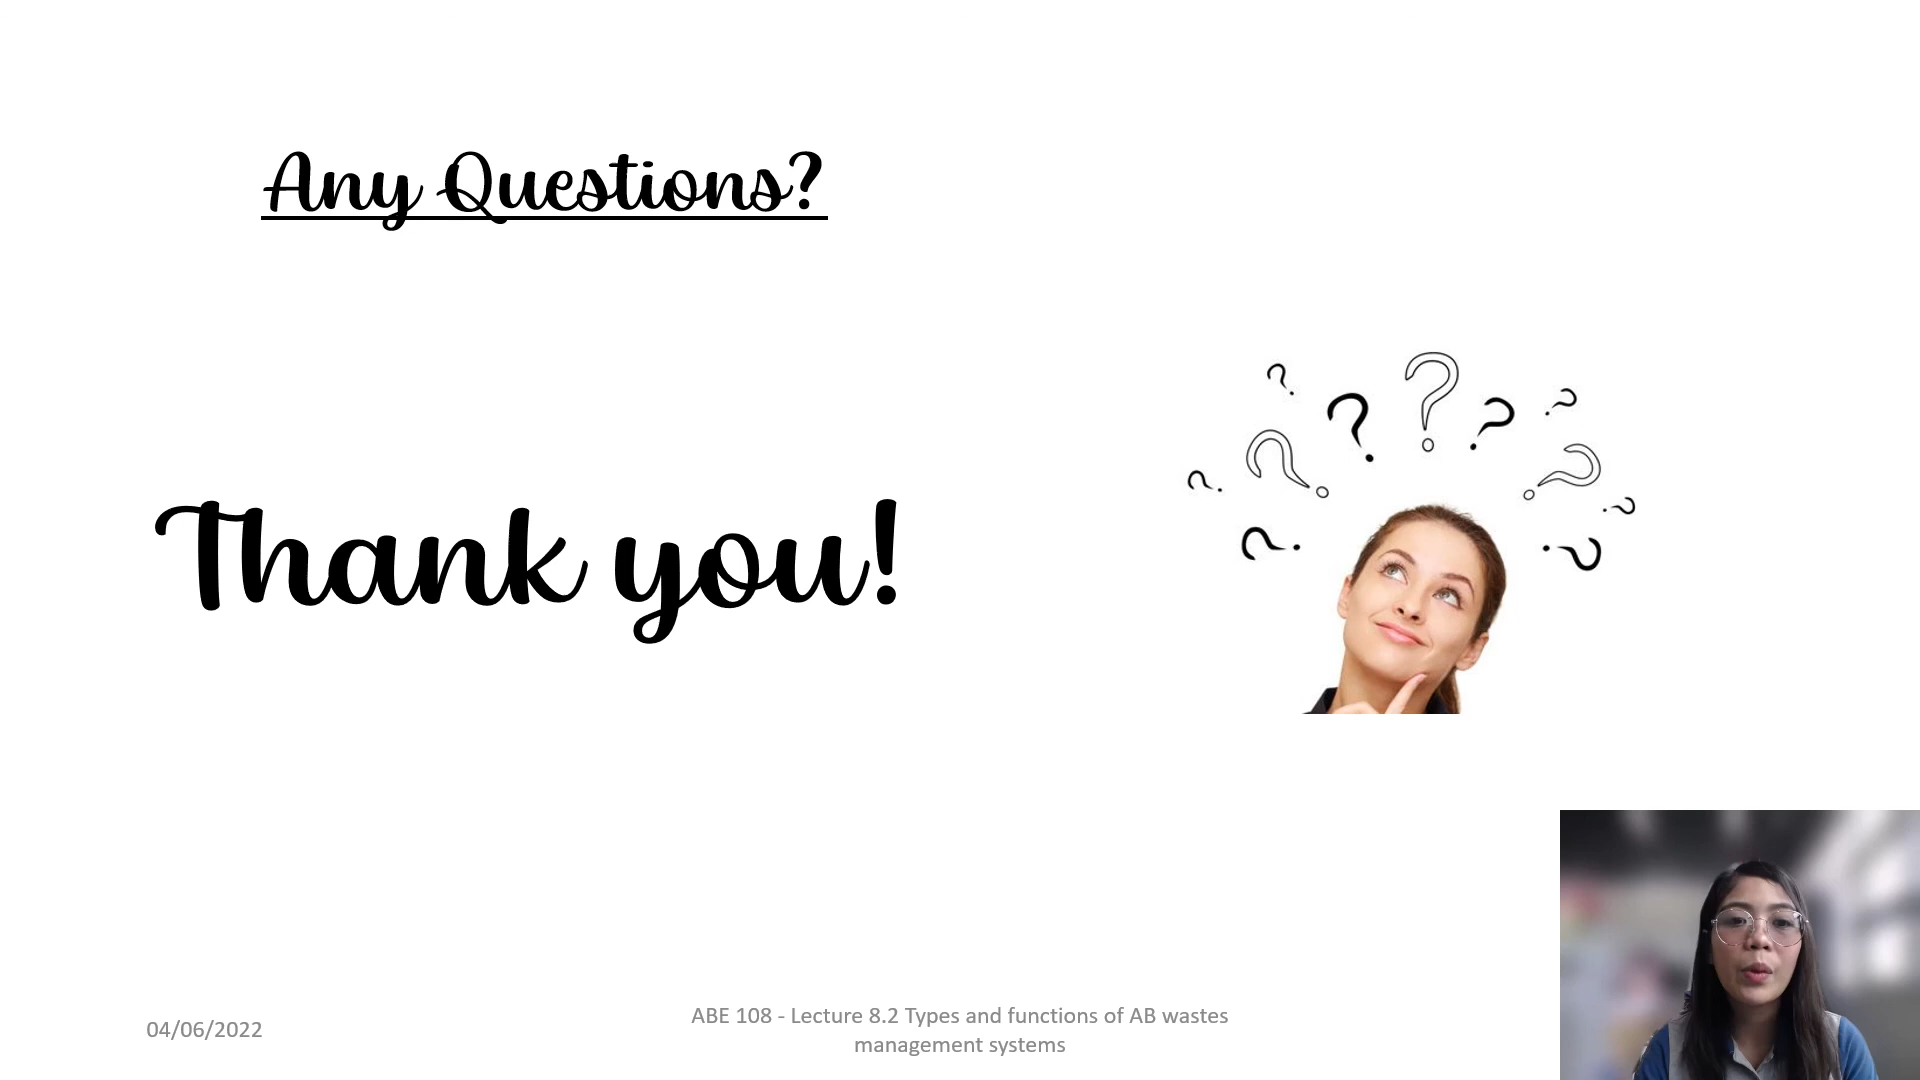 Any Questions?
Thank you!
04/06/2022
ABE 108 - Lecture 8.2 Types and functions of AB wastes
management systems